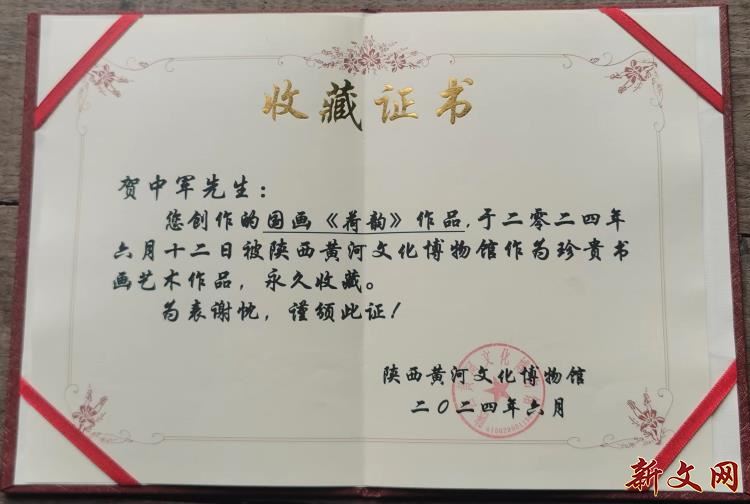 收藏证书
贺中军先生：
您创作的国画《荷韵》作品，于二零二四年
六月十二日被陕西黄河文化博物馆作为珍贵书
画艺术作品，永久收藏。
为表谢忱，谨颁此证！
陕西黄河文化博物馆
二〇二四年六月
新文网